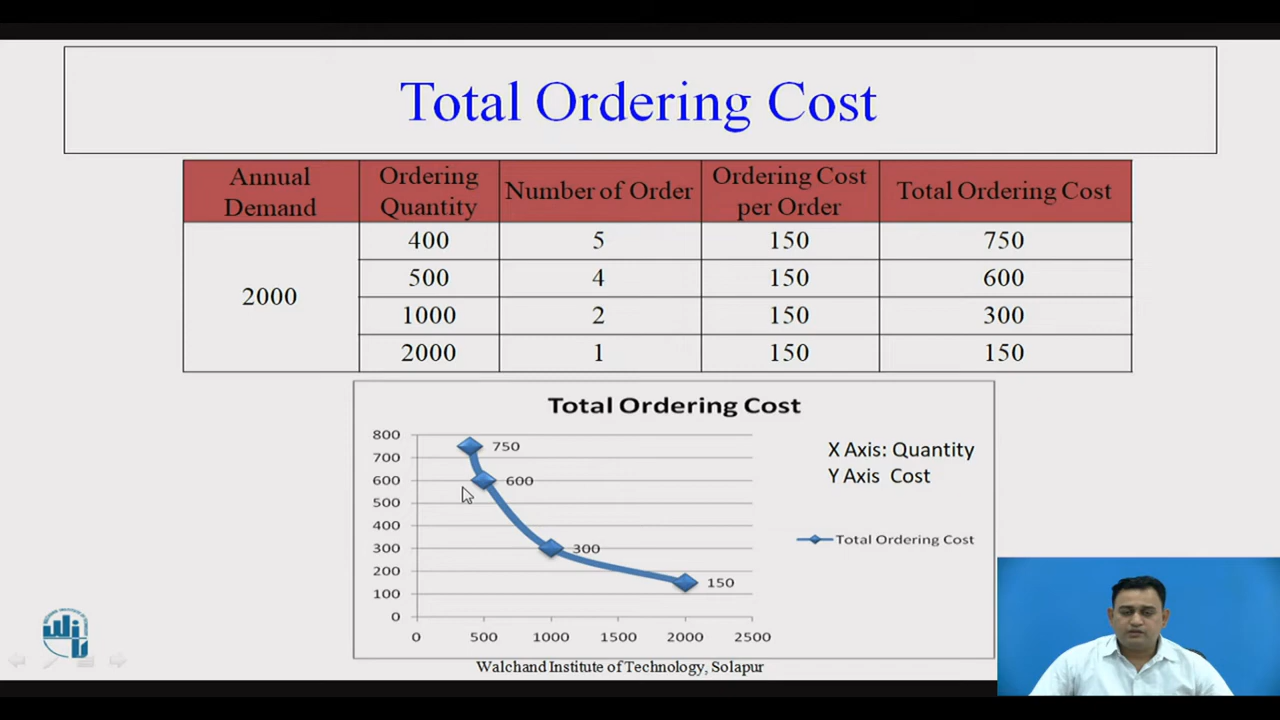 Total Ordering Cost
Annual Demand Ordering Quantity Number of Order Ordering Cost per Order Total Ordering Cost
2000
400 5 150 750
500 4 150 600
1000 2 150 300
2000 1 150 150
Total Ordering Cost
800
700
600
500
400
300
200
100
0
750
600
300
150
0 500 1000 1500 2000 2500
X Axis: Quantity
Y Axis Cost
Total Ordering Cost
Walchand Institute of Technology, Solapur